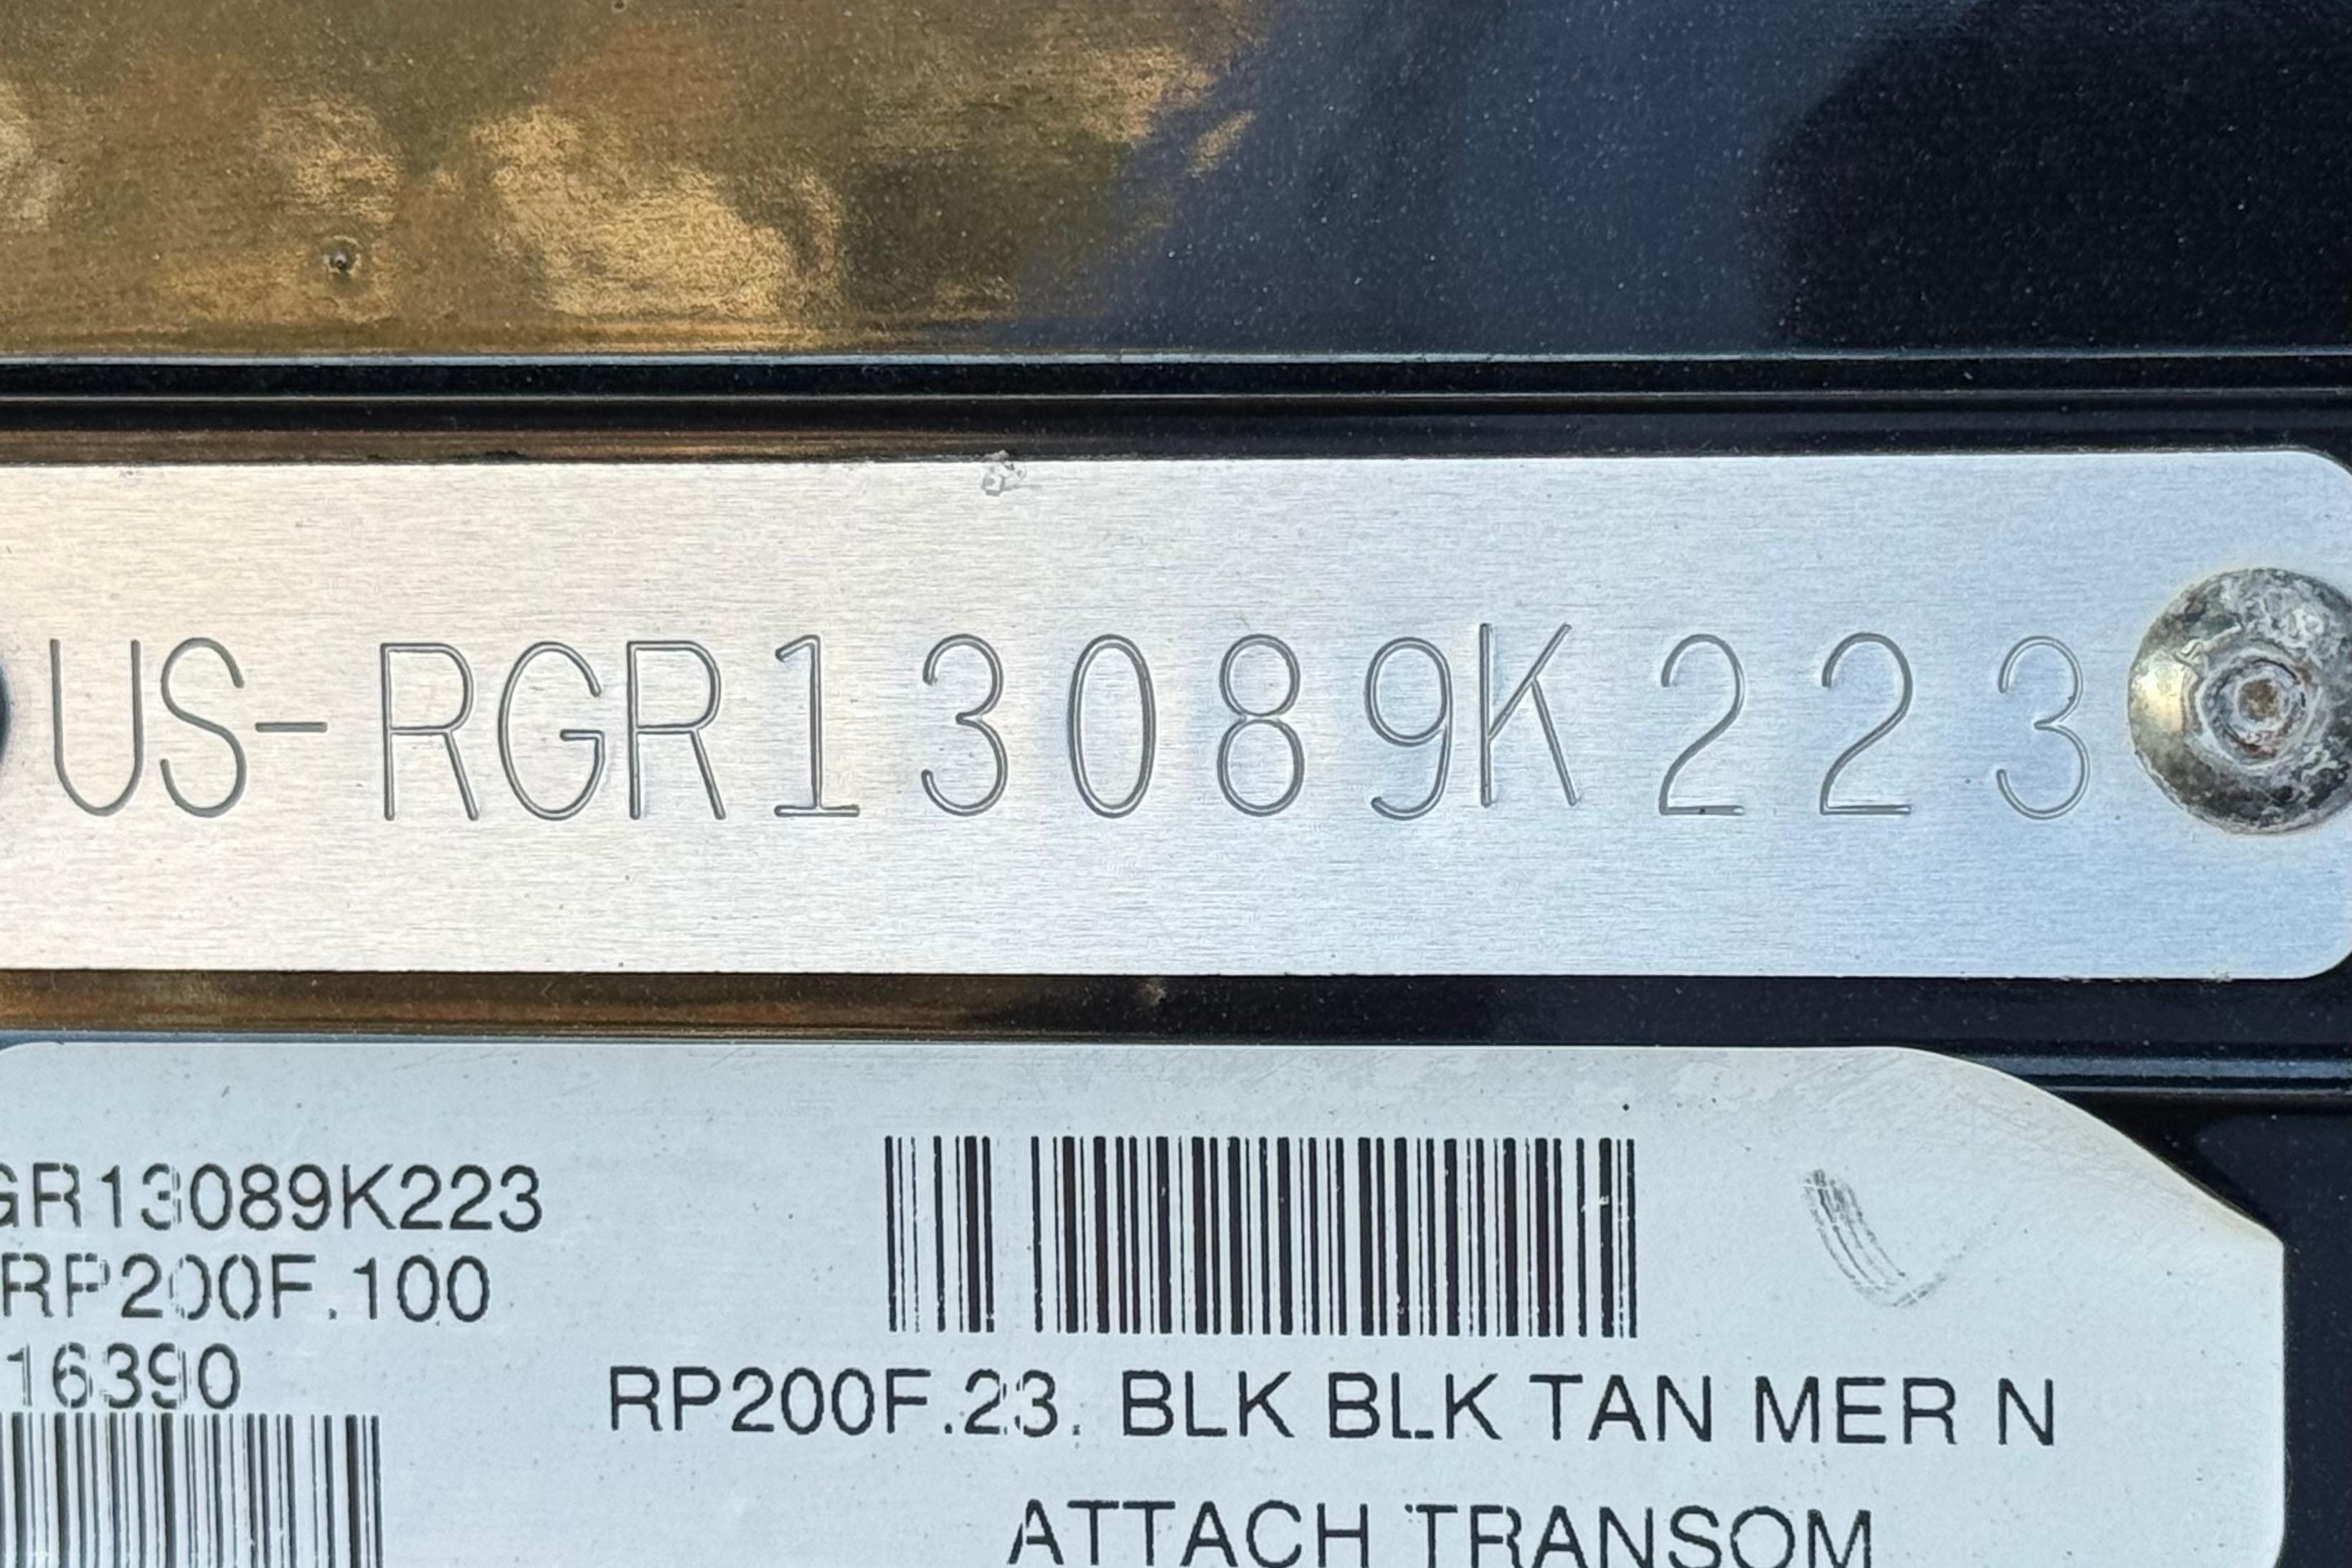 US-RGR13089K223
GR13089K223
RP200F.100
16390
RP200F.23. BLK BLK TAN MER N
ATTACH TRANSOM